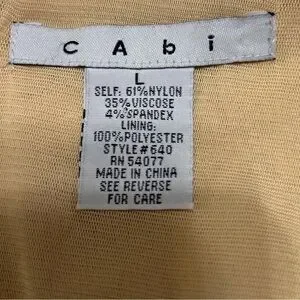 cAbi
L
SELF: 61%NYLON
35%VISCOSE
4%SPANDEX
LINING:
100%POLYESTER
STYLE#640
RN 54077
MADE IN CHINA
SEE REVERSE
FOR CARE